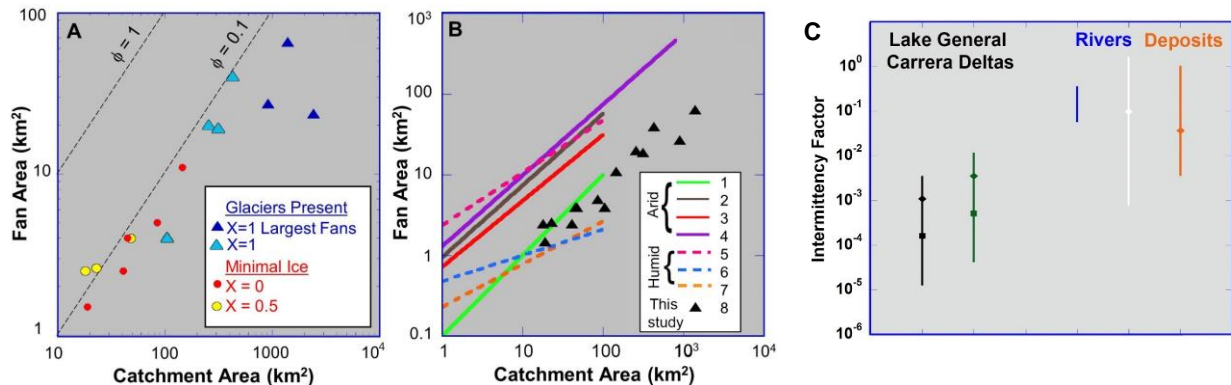 A
ϕ = 1
ϕ = 0.1
100
10
1
Fan Area (km²)
10
100
1000
10⁴
Catchment Area (km²)
Glaciers Present
X=1 Largest Fans
X=1
Minimal Ice
X = 0
X = 0.5
B
10³
100
10
1
0.1
Fan Area (km²)
1
10
100
10³
10⁴
Catchment Area (km²)
Arid
1
2
3
4
Humid
5
6
7
This
study
8
C
Lake General
Carrera Deltas
Rivers
Deposits
Intermittency Factor
10⁰
10⁻¹
10⁻²
10⁻³
10⁻⁴
10⁻⁵
10⁻⁶